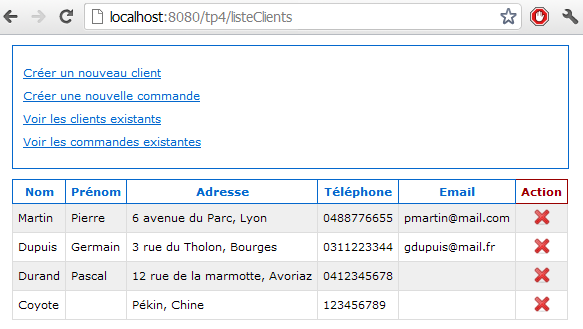 localhost:8080/tp4/listeClients
Créer un nouveau client
Créer une nouvelle commande
Voir les clients existants
Voir les commandes existantes
Nom Prénom Adresse Téléphone Email Action
Martin Pierre 6 avenue du Parc, Lyon 0488776655 pmartin@mail.com
Dupuis Germain 3 rue du Tholon, Bourges 0311223344 gdupuis@mail.fr
Durand Pascal 12 rue de la marmotte, Avoriaz 0412345678
Coyote Pékin, Chine 123456789